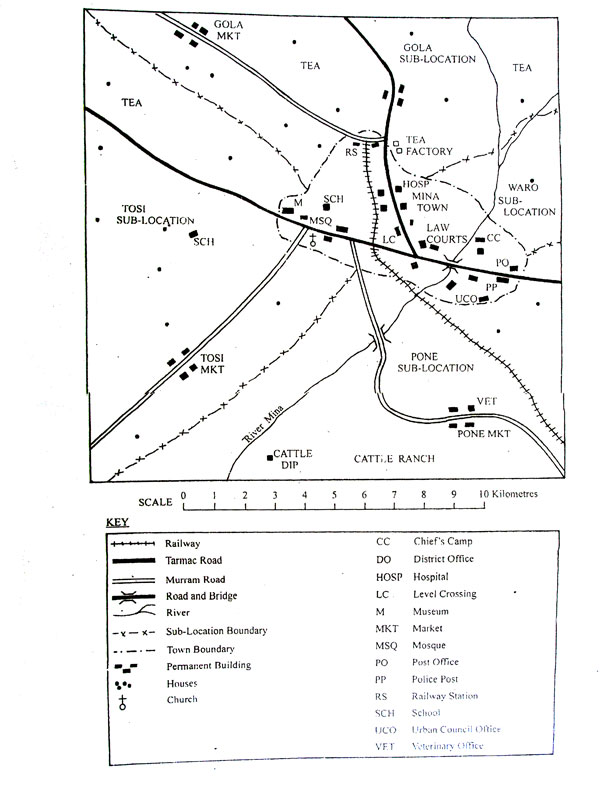 GOLA
MKT
GOLA
SUB-LOCATION
TEA
TEA
TEA
RS
TEA
FACTORY
HOSP
MINA
TOWN
WARO
SUB-
LOCATION
M
SCH
MSQ
TOSI
SUB-LOCATION
SCH
LC
LAW
COURTS
CC
PO
PP
UCO
TOSI
MKT
PONE
SUB-LOCATION
River Mina
VET
PONE MKT
CATTLE
DIP
CATTLE RANCH
SCALE 0 1 2 3 4 5 6 7 8 9 10 Kilometres
KEY
Railway
Tarmac Road
Murram Road
Road and Bridge
River
Sub-Location Boundary
Town Boundary
Permanent Building
Houses
Church
CC Chief's Camp
DO District Office
HOSP Hospital
LC Level Crossing
M Museum
MKT Market
MSQ Mosque
PO Post Office
PP Police Post
RS Railway Station
SCH School
UCO Urban Council Office
VET Veterinary Office